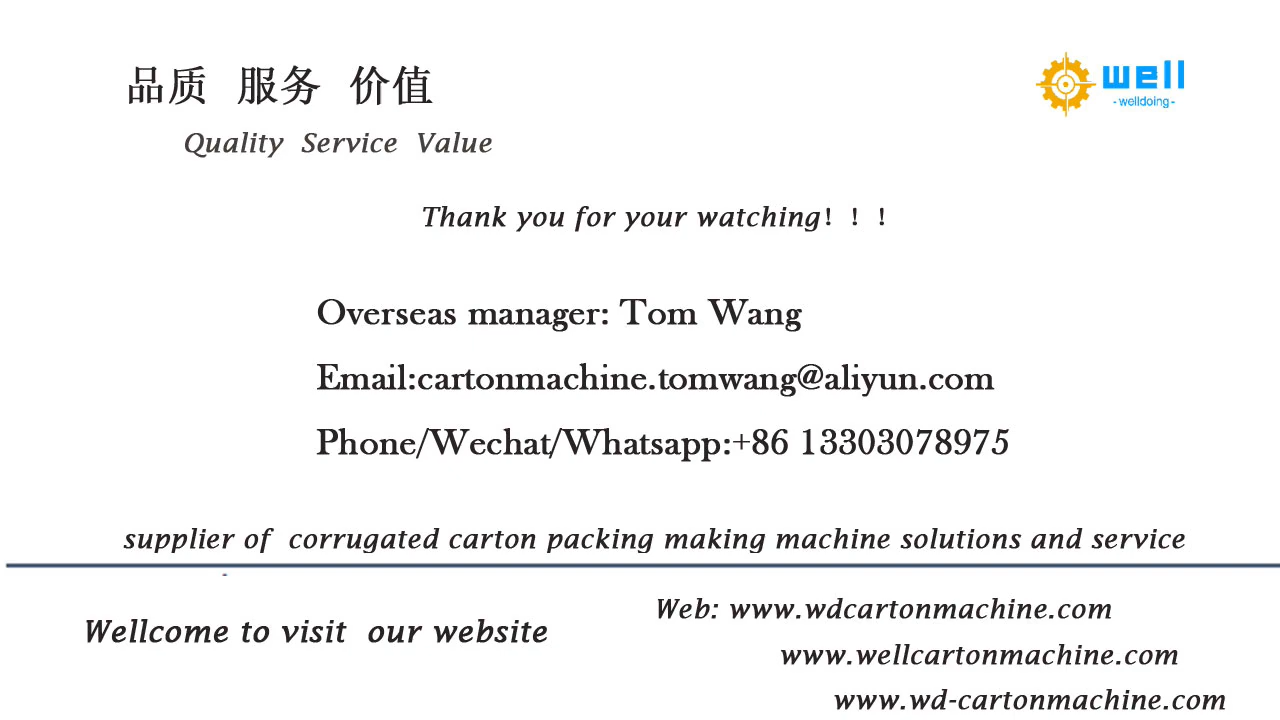 品质 服务 价值
well
-welldoing-
Quality Service Value
Thank you for your watching！！！
Overseas manager: Tom Wang
Email:cartonmachine.tomwang@aliyun.com
Phone/Wechat/Whatsapp:+86 13303078975
supplier of corrugated carton packing making machine solutions and service
Wellcome to visit our website
Web: www.wdcartonmachine.com
www.wellcartonmachine.com
www.wd-cartonmachine.com